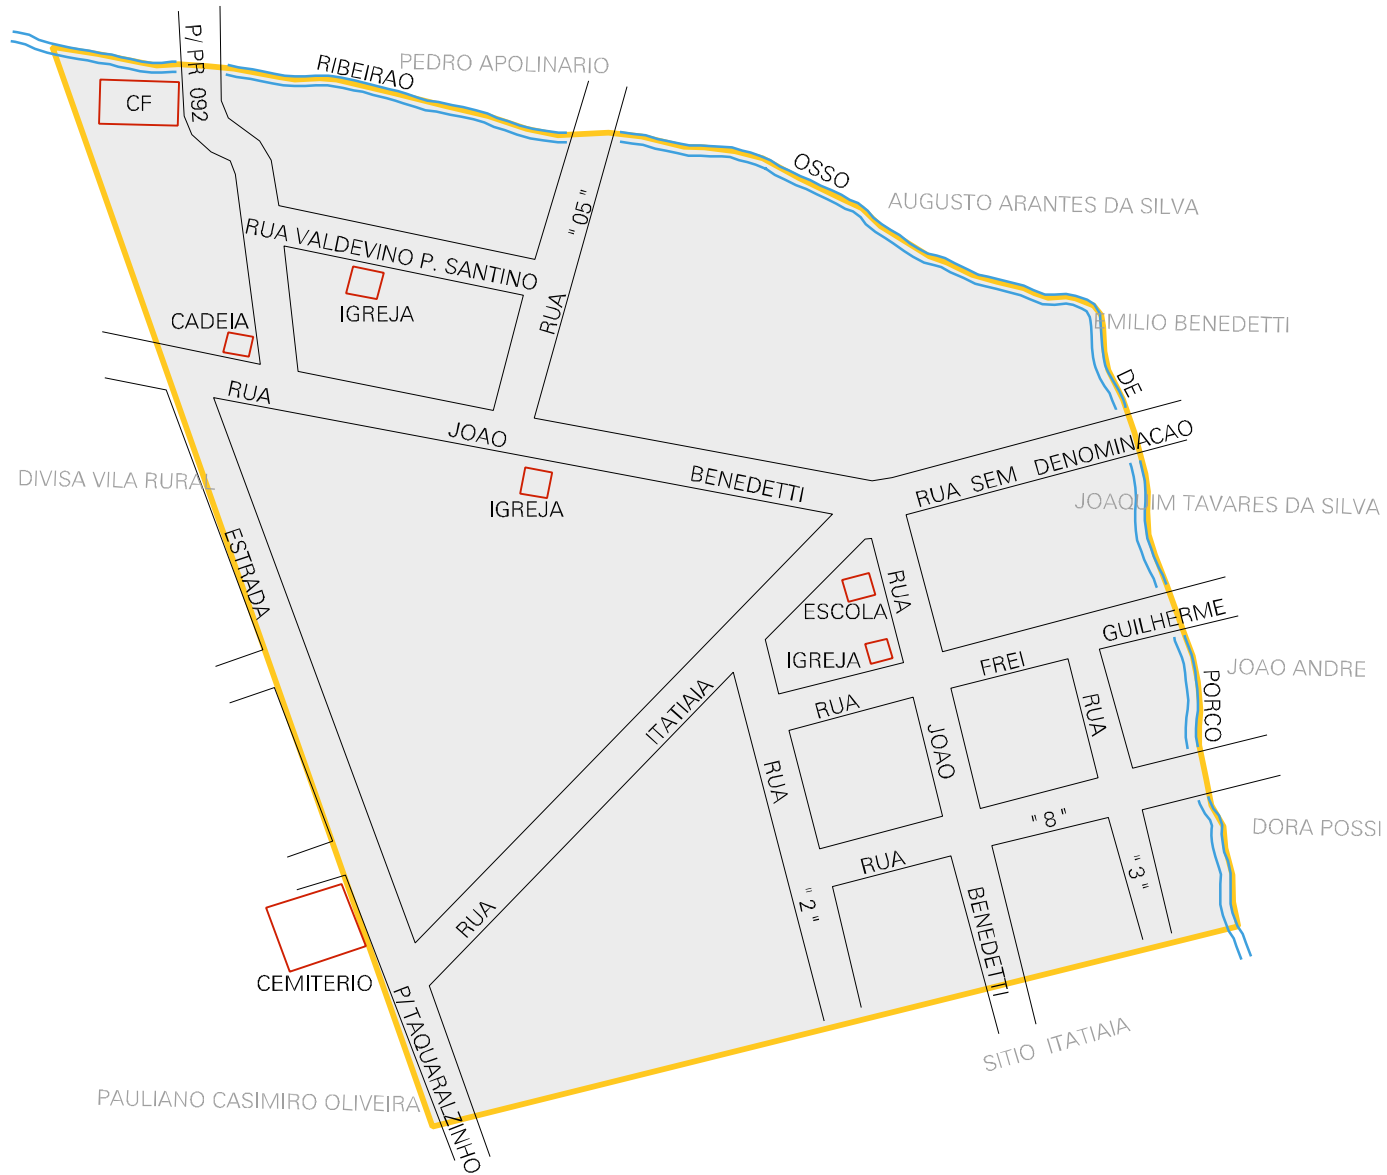 P/ PR 092
RIBEIRAO
PEDRO APOLINARIO
CF
OSSO
AUGUSTO ARANTES DA SILVA
RUA VALDEVINO P. SANTINO
RUA "05"
IGREJA
CADEIA
EMILIO BENEDETTI
DE
RUA JOAO BENEDETTI
RUA SEM DENOMINACAO
DIVISA VILA RURAL
IGREJA
JOAQUIM TAVARES DA SILVA
ESTRADA
ESCOLA
IGREJA
RUA JOAO BENEDETTI
RUA FREI GUILHERME
JOAO ANDRE
PORCO
RUA ITATIAIA
RUA "2"
RUA "3"
RUA "8"
DORA POSSI
CEMITERIO
P/ TAQUARALZINHO
SITIO ITATIAIA
PAULIANO CASIMIRO OLIVEIRA